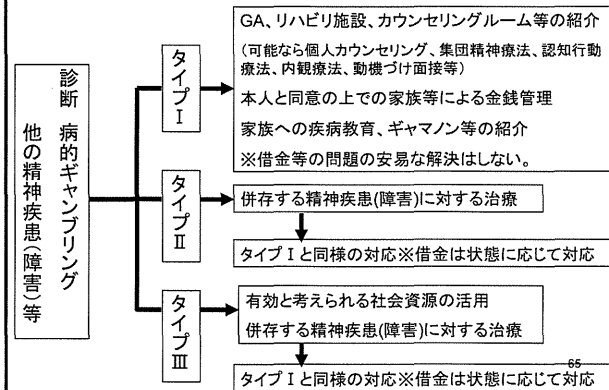 診断 病的ギャンブリング
他の精神疾患(障害)等
タイプⅠ
GA、リハビリ施設、カウンセリングルーム等の紹介
(可能なら個人カウンセリング、集団精神療法、認知行動
療法、内観療法、動機づけ面接等)
本人と同意の上での家族等による金銭管理
家族への疾病教育、ギャマノン等の紹介
※借金等の問題の安易な解決はしない。
タイプⅡ
併存する精神疾患(障害)に対する治療
タイプⅠと同様の対応※借金は状態に応じて対応
タイプⅢ
有効と考えられる社会資源の活用
併存する精神疾患(障害)に対する治療
タイプⅠと同様の対応※借金は状態に応じて対応
65